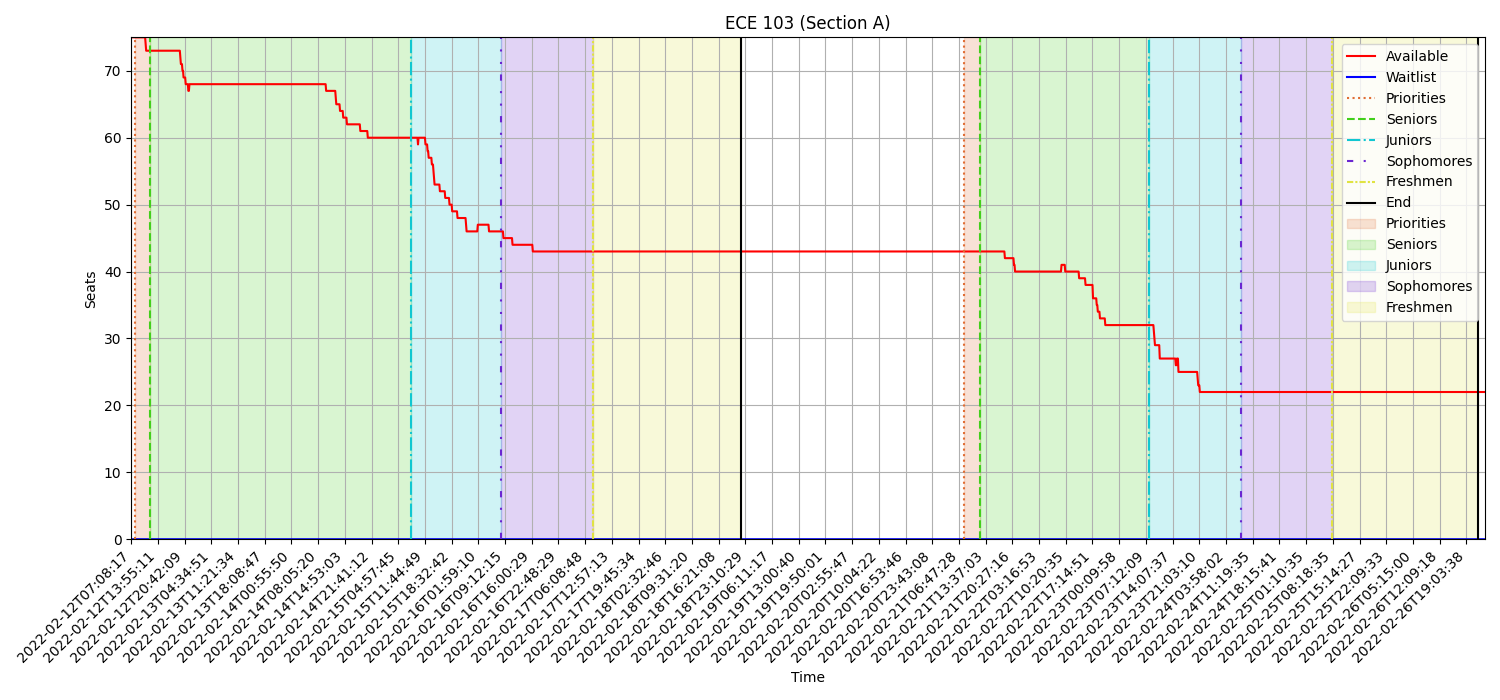 ECE 103 (Section A)
Seats
70
60
50
40
30
20
10
0
Available
Waitlist
Priorities
Seniors
Juniors
Sophomores
Freshmen
End
Priorities
Seniors
Juniors
Sophomores
Freshmen
2022-02-12T07:08:17
2022-02-12T13:55:11
2022-02-12T20:42:09
2022-02-13T04:34:51
2022-02-13T11:21:34
2022-02-13T18:08:47
2022-02-14T00:55:50
2022-02-14T08:05:20
2022-02-14T14:53:03
2022-02-14T21:41:12
2022-02-15T04:57:45
2022-02-15T11:44:49
2022-02-15T18:32:42
2022-02-16T01:59:10
2022-02-16T09:12:15
2022-02-16T16:00:29
2022-02-16T22:48:29
2022-02-17T06:08:48
2022-02-17T12:57:13
2022-02-17T19:45:34
2022-02-18T02:32:46
2022-02-18T09:31:20
2022-02-18T16:21:08
2022-02-18T23:10:29
2022-02-19T06:11:17
2022-02-19T13:00:40
2022-02-19T19:50:01
2022-02-20T02:55:47
2022-02-20T10:04:22
2022-02-20T16:53:46
2022-02-20T23:43:08
2022-02-21T06:47:28
2022-02-21T13:37:03
2022-02-21T20:27:16
2022-02-22T03:16:53
2022-02-22T10:20:35
2022-02-22T17:14:51
2022-02-23T00:09:58
2022-02-23T07:12:09
2022-02-23T14:07:37
2022-02-23T21:03:10
2022-02-24T03:58:02
2022-02-24T11:19:35
2022-02-24T18:15:41
2022-02-25T01:10:35
2022-02-25T08:18:35
2022-02-25T15:14:27
2022-02-25T22:09:33
2022-02-26T05:15:00
2022-02-26T12:09:18
2022-02-26T19:03:38
Time